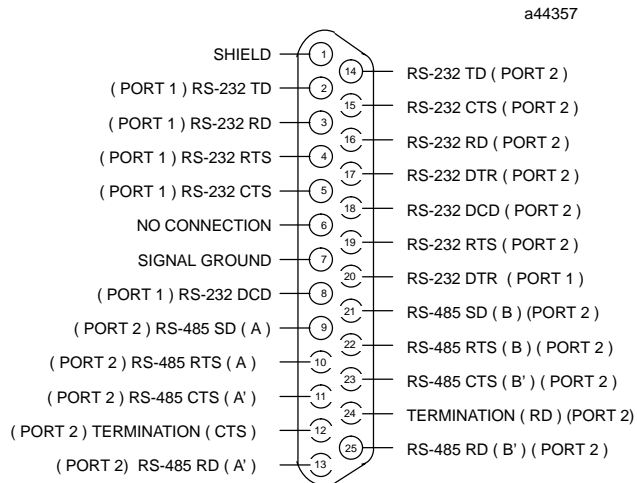 a44357
SHIELD
( PORT 1 ) RS-232 TD
( PORT 1 ) RS-232 RD
( PORT 1 ) RS-232 RTS
( PORT 1 ) RS-232 CTS
NO CONNECTION
SIGNAL GROUND
( PORT 1 ) RS-232 DCD
( PORT 2 ) RS-485 SD ( A )
( PORT 2 ) RS-485 RTS ( A )
( PORT 2 ) RS-485 CTS ( A' )
( PORT 2 ) TERMINATION ( CTS )
( PORT 2) RS-485 RD ( A' )
1
2
3
4
5
6
7
8
9
10
11
12
13
14
15
16
17
18
19
20
21
22
23
24
25
RS-232 TD ( PORT 2 )
RS-232 CTS ( PORT 2 )
RS-232 RD ( PORT 2 )
RS-232 DTR ( PORT 2 )
RS-232 DCD ( PORT 2 )
RS-232 RTS ( PORT 2 )
RS-232 DTR ( PORT 1 )
RS-485 SD ( B ) (PORT 2 )
RS-485 RTS ( B ) ( PORT 2 )
RS-485 CTS ( B' ) ( PORT 2 )
TERMINATION ( RD ) (PORT 2)
RS-485 RD ( B' ) ( PORT 2 )